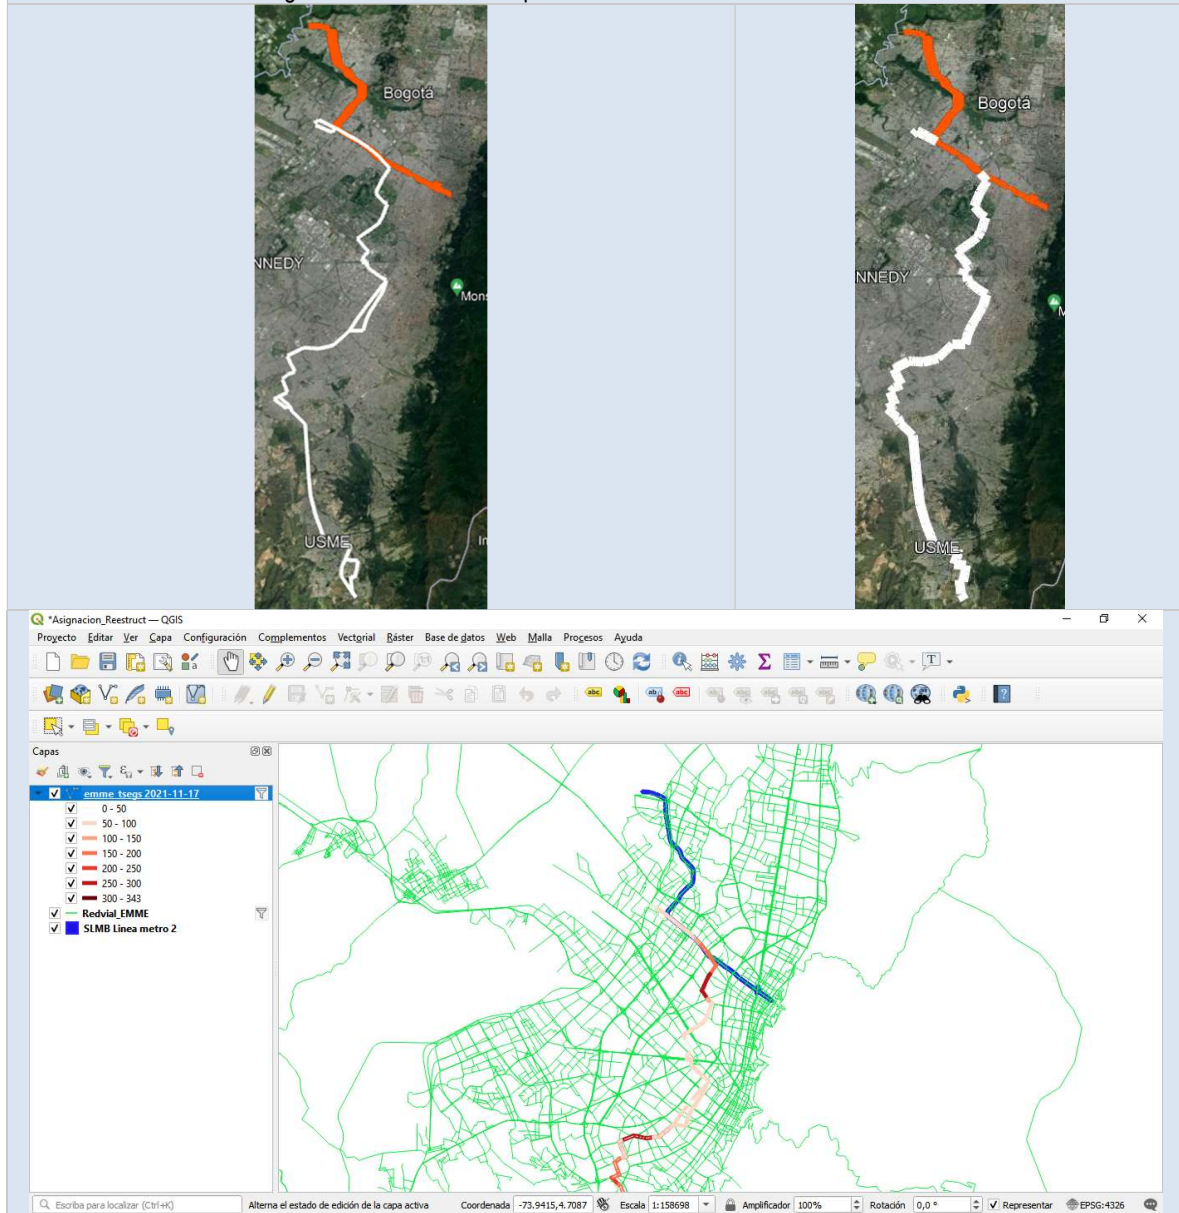 Bogotá
NNEDY
Mons
USME
In
Bogotá
NNEDY
M
USME
*Asignacion_Reestruct — QGIS
Proyecto Editar Ver Capa Configuración Complementos Vectorial Ráster Base de datos Web Malla Procesos Ayuda
Capas
emme_tsegs 2021-11-17
0 - 50
50 - 100
100 - 150
150 - 200
200 - 250
250 - 300
300 - 343
Redvial_EMME
SLMB Linea metro 2
Escriba para localizar (Ctrl+K) Alterna el estado de edición de la capa activa Coordenada -73.9415,4.7087 Escala 1:158698 Amplificador 100% Rotación 0,0 ° Representar EPSG:4326